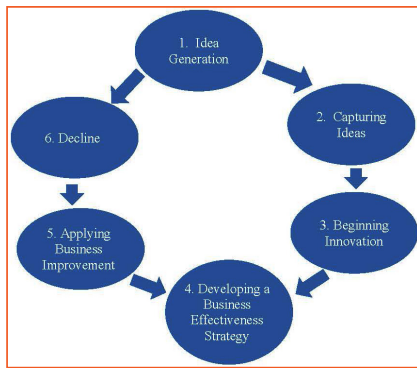 1. Idea
Generation
2. Capturing
Ideas
3. Beginning
Innovation
4. Developing a
Business
Effectiveness
Strategy
5. Applying
Business
Improvement
6. Decline